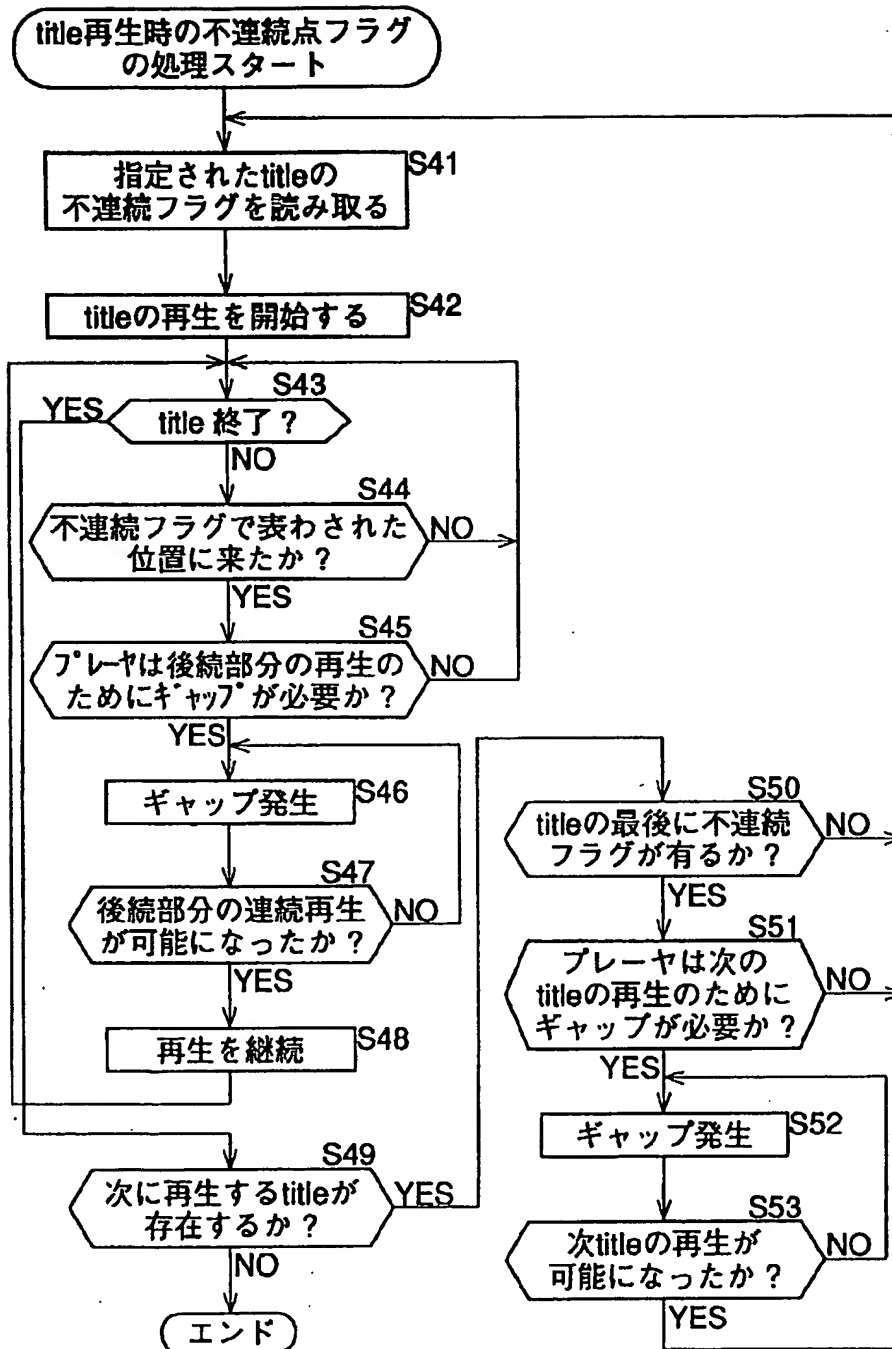 title再生時の不連続点フラグ
の処理スタート
S41
指定されたtitleの
不連続フラグを読み取る
S42
titleの再生を開始する
S43
YES
title 終了？
NO
S44
不連続フラグで表わされた
位置に来たか？
NO
YES
S45
プレーヤは後続部分の再生の
ためにギャップが必要か？
NO
YES
ギャップ発生
S46
S47
後続部分の連続再生
が可能になったか？
NO
YES
再生を継続
S48
S49
次に再生するtitleが
存在するか？
YES
NO
エンド
S50
titleの最後に不連続
フラグが有るか？
NO
YES
S51
プレーヤは次の
titleの再生のために
ギャップが必要か？
NO
YES
ギャップ発生
S52
S53
次titleの再生が
可能になったか？
NO
YES